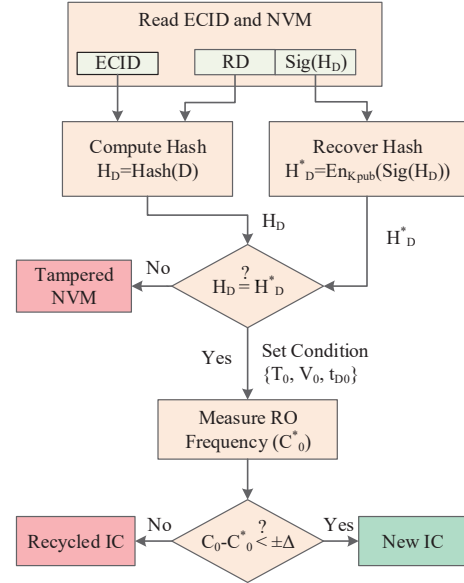 Read ECID and NVM
ECID
RD
Sig(H_D)
Compute Hash
H_D=Hash(D)
Recover Hash
H^*_D=En_Kpub(Sig(H_D))
H_D
H^*_D
No
Tampered
NVM
?
H_D = H^*_D
Yes
Set Condition
{T_0, V_0, t_D0}
Measure RO
Frequency (C^*_0)
No
Recycled IC
?
C_0-C^*_0 < ±Δ
Yes
New IC